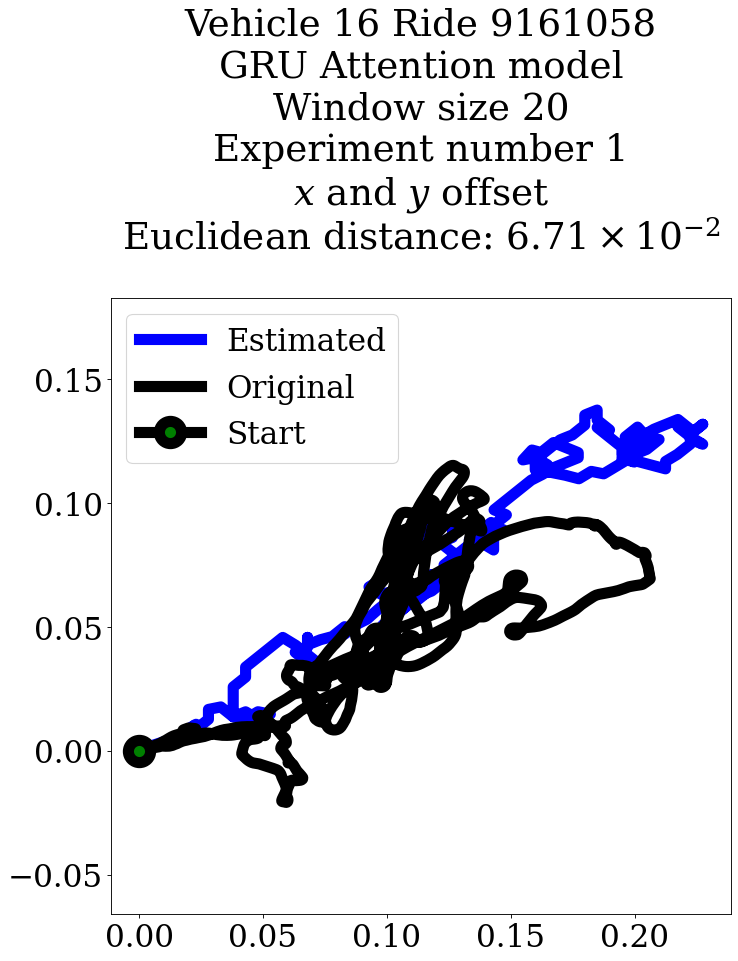 Vehicle 16 Ride 9161058
GRU Attention model
Window size 20
Experiment number 1
x and y offset
Euclidean distance: 6.71 × 10⁻²
Estimated
Original
Start
0.15
0.10
0.05
0.00
−0.05
0.00 0.05 0.10 0.15 0.20